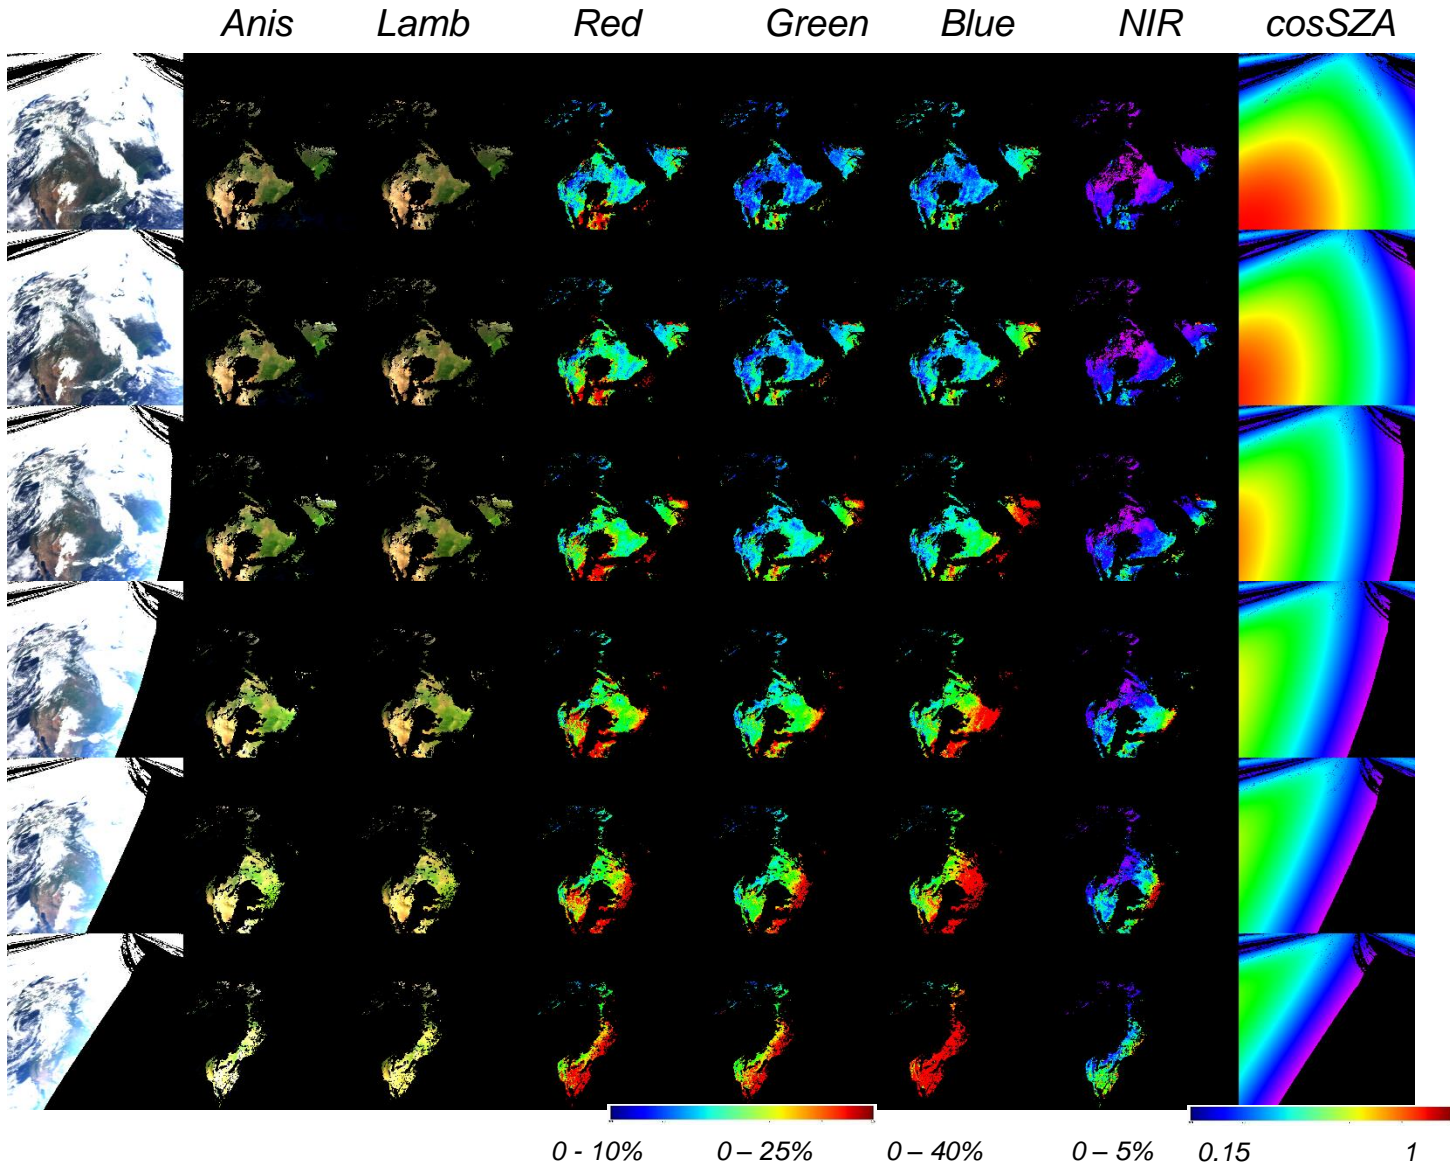 Anis Lamb Red Green Blue NIR cosSZA
0 - 10% 0 – 25% 0 – 40% 0 – 5% 0.15 1